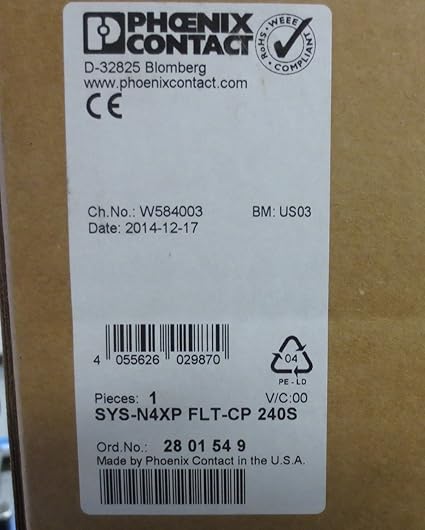 PHŒNIX
CONTACT
RoHS WEEE COMPLIANT
D-32825 Blomberg
www.phoenixcontact.com
CE
Ch.No.: W584003 BM: US03
Date: 2014-12-17
4 055626 029870
04
PE - LD
Pieces: 1 V/C:00
SYS-N4XP FLT-CP 240S
Ord.No.: 28 01 54 9
Made by Phoenix Contact in the U.S.A.